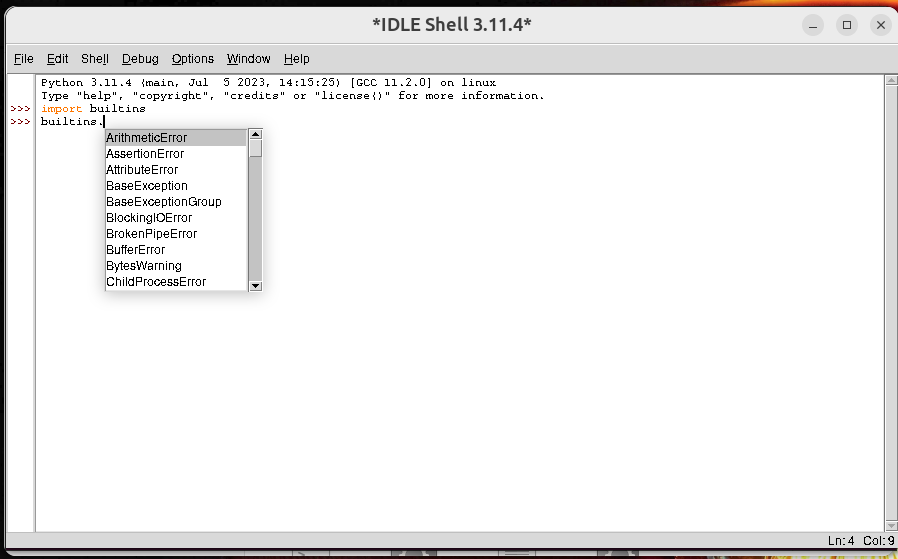 *IDLE Shell 3.11.4*
File Edit Shell Debug Options Window Help
Python 3.11.4 (main, Jul  5 2023, 14:15:25) [GCC 11.2.0] on linux
Type "help", "copyright", "credits" or "license()" for more information.
>>> import builtins
>>> builtins.
ArithmeticError
AssertionError
AttributeError
BaseException
BaseExceptionGroup
BlockingIOError
BrokenPipeError
BufferError
BytesWarning
ChildProcessError
Ln: 4 Col: 9